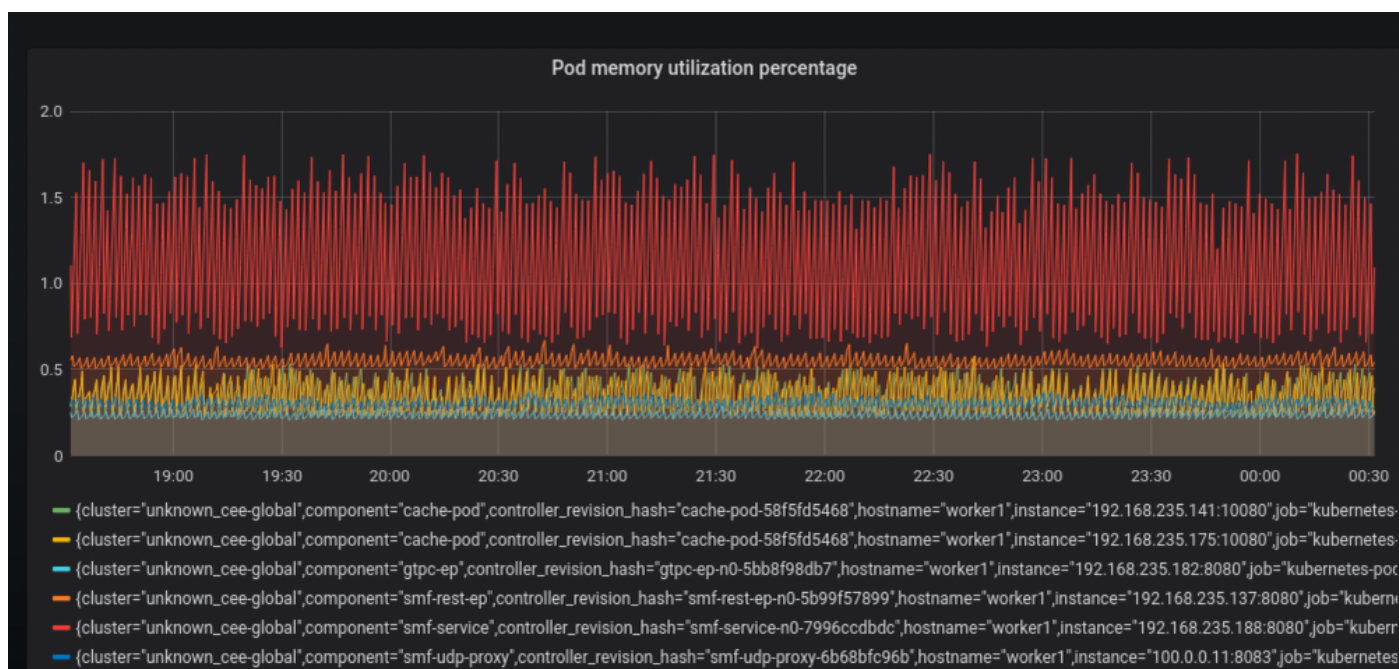 Pod memory utilization percentage
2.0
1.5
1.0
0.5
0
19:00 19:30 20:00 20:30 21:00 21:30 22:00 22:30 23:00 23:30 00:00 00:30
{cluster="unknown_cee-global",component="cache-pod",controller_revision_hash="cache-pod-58f5fd5468",hostname="worker1",instance="192.168.235.141:10080",job="kubernetes-
{cluster="unknown_cee-global",component="cache-pod",controller_revision_hash="cache-pod-58f5fd5468",hostname="worker1",instance="192.168.235.175:10080",job="kubernetes-
{cluster="unknown_cee-global",component="gtpc-ep",controller_revision_hash="gtpc-ep-n0-5bb8f98db7",hostname="worker1",instance="192.168.235.182:8080",job="kubernetes-poc
{cluster="unknown_cee-global",component="smf-rest-ep",controller_revision_hash="smf-rest-ep-n0-5b99f57899",hostname="worker1",instance="192.168.235.137:8080",job="kuberne
{cluster="unknown_cee-global",component="smf-service",controller_revision_hash="smf-service-n0-7996ccdbdc",hostname="worker1",instance="192.168.235.188:8080",job="kuberr
{cluster="unknown_cee-global",component="smf-udp-proxy",controller_revision_hash="smf-udp-proxy-6b68bfc96b",hostname="worker1",instance="100.0.0.11:8083",job="kubernetes